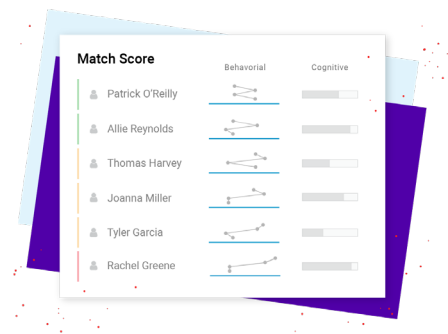 Match Score
Behavorial
Cognitive
Patrick O'Reilly
Allie Reynolds
Thomas Harvey
Joanna Miller
Tyler Garcia
Rachel Greene